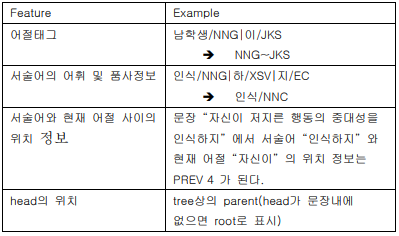 Feature Example
어절태그 남학생/NNG|이/JKS
➔ NNG~JKS
서술어의 어휘 및 품사정보 인식/NNG|하/XSV|지/EC
➔ 인식/NNC
서술어와 현재 어절 사이의 문장 “자신이 저지른 행동의 중대성을
위치 정보 인식하지”에서 서술어 “인식하지”와
현재 어절 “자신이”의 위치 정보는
PREV 4 가 된다.
head의 위치 tree상의 parent(head가 문장내에
없으면 root로 표시)